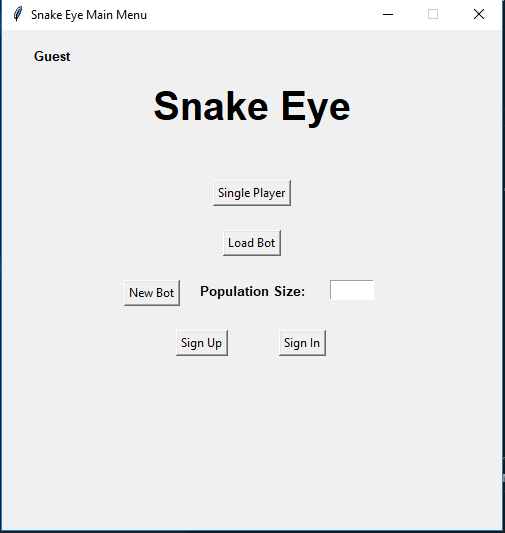 Snake Eye Main Menu
Guest
Snake Eye
Single Player
Load Bot
New Bot Population Size:
Sign Up Sign In